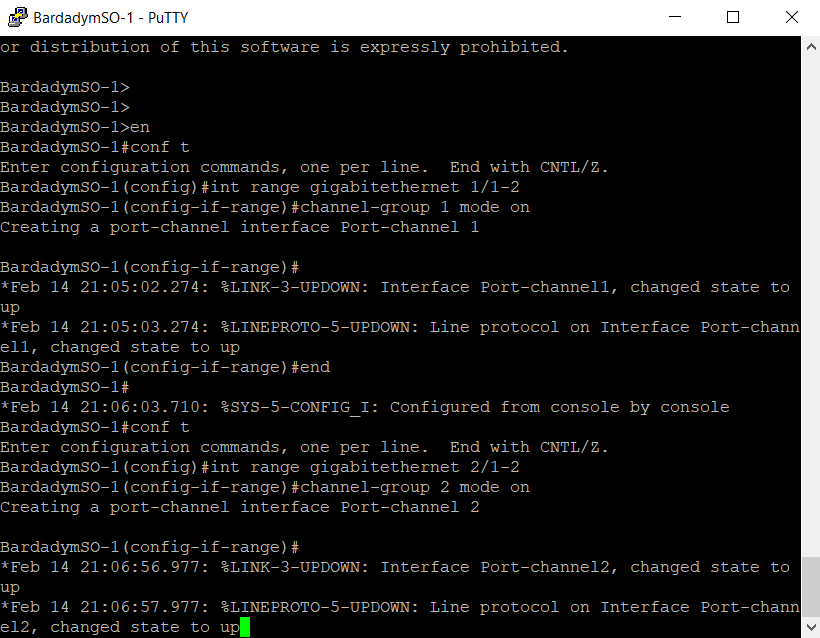 BardadymSO-1 - PuTTY
or distribution of this software is expressly prohibited.
BardadymSO-1>
BardadymSO-1>
BardadymSO-1>en
BardadymSO-1#conf t
Enter configuration commands, one per line.  End with CNTL/Z.
BardadymSO-1(config)#int range gigabitethernet 1/1-2
BardadymSO-1(config-if-range)#channel-group 1 mode on
Creating a port-channel interface Port-channel 1
BardadymSO-1(config-if-range)#
*Feb 14 21:05:02.274: %LINK-3-UPDOWN: Interface Port-channel1, changed state to
up
*Feb 14 21:05:03.274: %LINEPROTO-5-UPDOWN: Line protocol on Interface Port-chann
el1, changed state to up
BardadymSO-1(config-if-range)#end
BardadymSO-1#
*Feb 14 21:06:03.710: %SYS-5-CONFIG_I: Configured from console by console
BardadymSO-1#conf t
Enter configuration commands, one per line.  End with CNTL/Z.
BardadymSO-1(config)#int range gigabitethernet 2/1-2
BardadymSO-1(config-if-range)#channel-group 2 mode on
Creating a port-channel interface Port-channel 2
BardadymSO-1(config-if-range)#
*Feb 14 21:06:56.977: %LINK-3-UPDOWN: Interface Port-channel2, changed state to
up
*Feb 14 21:06:57.977: %LINEPROTO-5-UPDOWN: Line protocol on Interface Port-chann
el2, changed state to up